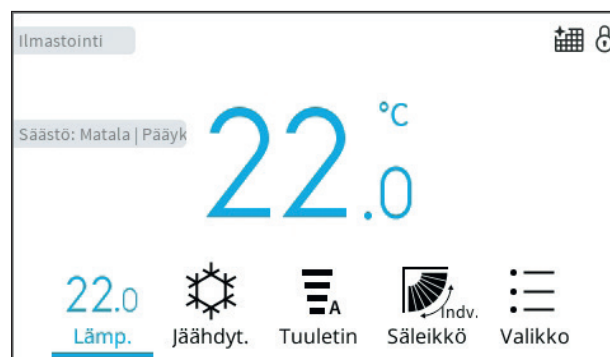 Ilmastointi
22.0 °C
Säästö: Matala | Pääyk
22.0
A
Indv.
Lämp. Jäähdyt. Tuuletin Säleikkö Valikko